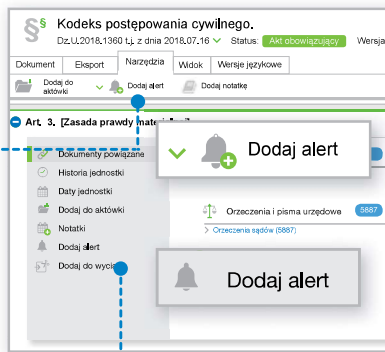 §§ Kodeks postępowania cywilnego.
Dz.U.2018.1360 t.j. z dnia 2018.07.16 Status: Akt obowiązujący Wersja
Dokument Eksport Narzędzia Widok Wersje językowe
Dodaj do aktówki Dodaj alert Dodaj notatkę
Art. 3. [Zasada prawdy
Dokumenty powiązane
Historia jednostki
Daty jednostki
Dodaj do aktówki
Notatki
Dodaj alert
Dodaj do
Dodaj alert
Orzeczenia i pisma urzędowe 5887
> Orzeczenia sądów (5887)
Dodaj alert